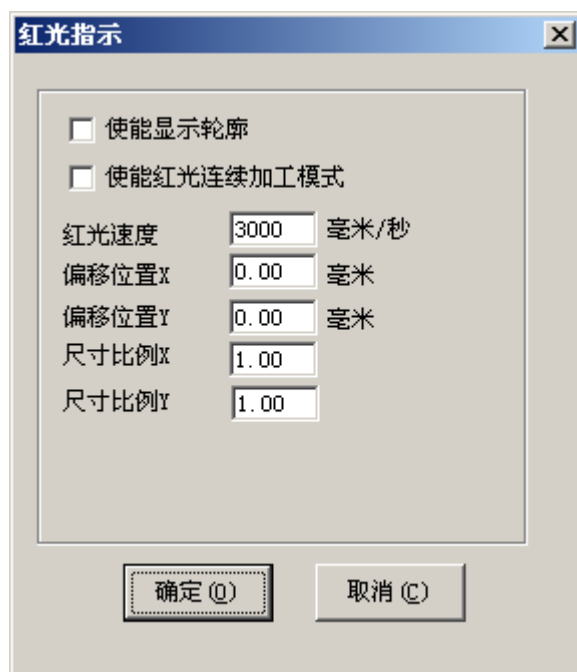 红光指示
使能显示轮廓
使能红光连续加工模式
红光速度 3000 毫米/秒
偏移位置X 0.00 毫米
偏移位置Y 0.00 毫米
尺寸比例X 1.00
尺寸比例Y 1.00
确定(O) 取消(C)